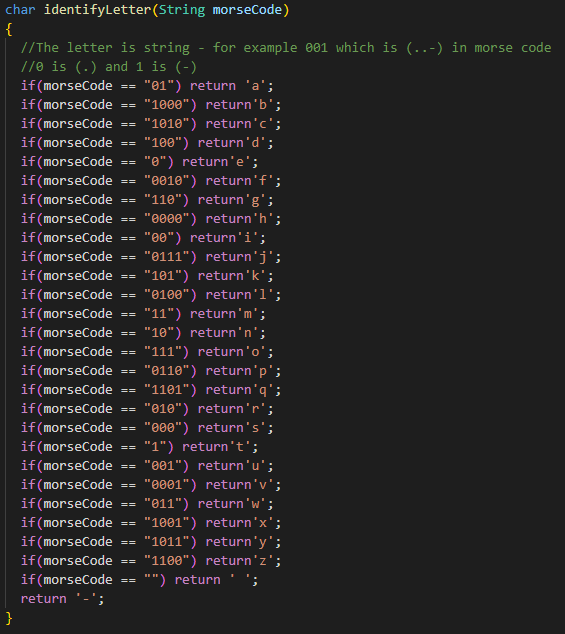 char identifyLetter(String morseCode)
{
  //The letter is string - for example 001 which is (..-) in morse code
  //0 is (.) and 1 is (-)
  if(morseCode == "01") return 'a';
  if(morseCode == "1000") return'b';
  if(morseCode == "1010") return'c';
  if(morseCode == "100") return'd';
  if(morseCode == "0") return'e';
  if(morseCode == "0010") return'f';
  if(morseCode == "110") return'g';
  if(morseCode == "0000") return'h';
  if(morseCode == "00") return'i';
  if(morseCode == "0111") return'j';
  if(morseCode == "101") return'k';
  if(morseCode == "0100") return'l';
  if(morseCode == "11") return'm';
  if(morseCode == "10") return'n';
  if(morseCode == "111") return'o';
  if(morseCode == "0110") return'p';
  if(morseCode == "1101") return'q';
  if(morseCode == "010") return'r';
  if(morseCode == "000") return's';
  if(morseCode == "1") return't';
  if(morseCode == "001") return'u';
  if(morseCode == "0001") return'v';
  if(morseCode == "011") return'w';
  if(morseCode == "1001") return'x';
  if(morseCode == "1011") return'y';
  if(morseCode == "1100") return'z';
  if(morseCode == "") return ' ';
  return '-';
}